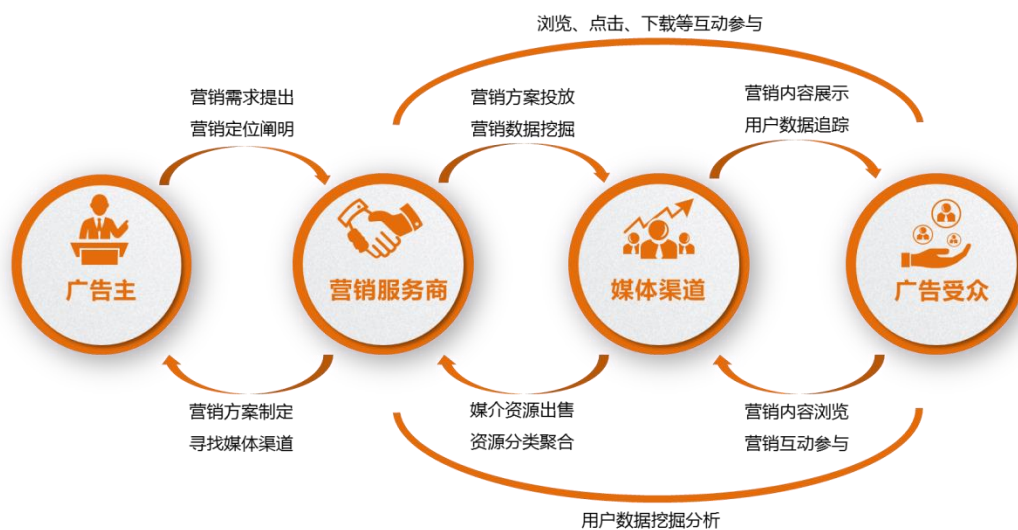 浏览、点击、下载等互动参与
营销需求提出
营销定位阐明
营销方案投放
营销数据挖掘
营销内容展示
用户数据追踪
广告主
营销服务商
媒体渠道
广告受众
营销方案制定
寻找媒体渠道
媒介资源出售
资源分类聚合
营销内容浏览
营销互动参与
用户数据挖掘分析